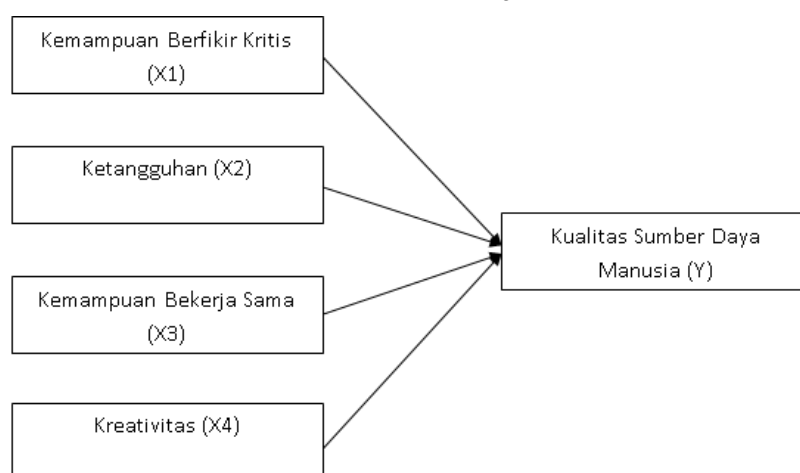 Kemampuan Berfikir Kritis
(X1)
Ketangguhan (X2)
Kemampuan Bekerja Sama
(X3)
Kreativitas (X4)
Kualitas Sumber Daya
Manusia (Y)